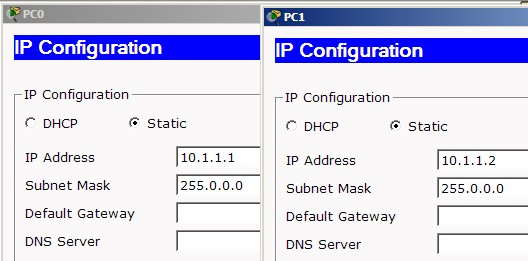 PC0
IP Configuration
IP Configuration
DHCP
Static
IP Address 10.1.1.1
Subnet Mask 255.0.0.0
Default Gateway
DNS Server
PC1
IP Configuration
IP Configuration
DHCP
Static
IP Address 10.1.1.2
Subnet Mask 255.0.0.0
Default Gateway
DNS Server